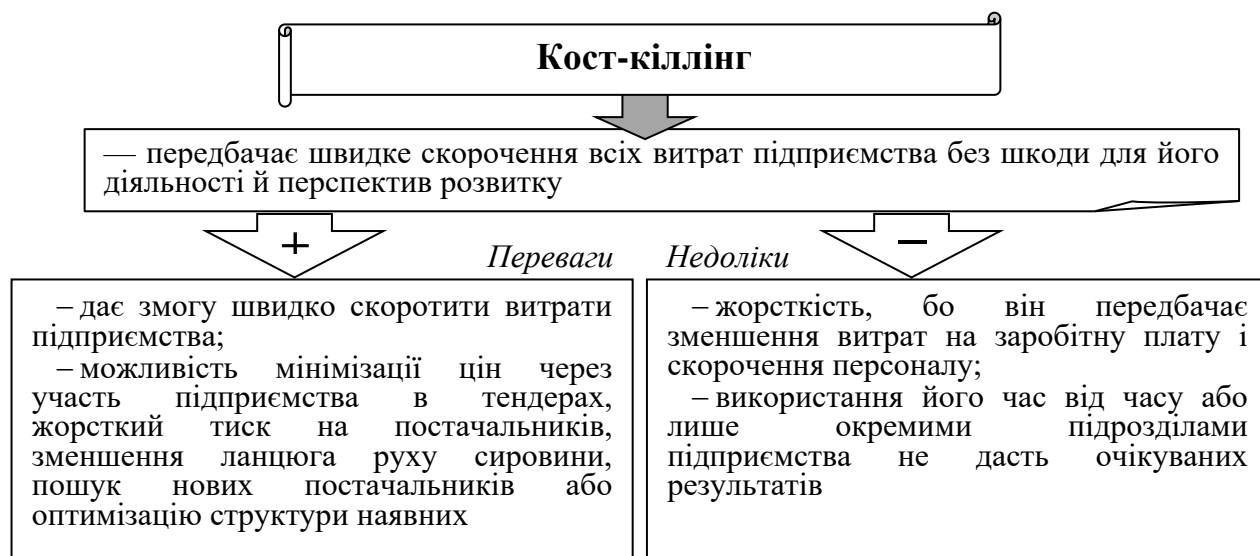 Кост-кіллінг
— передбачає швидке скорочення всіх витрат підприємства без шкоди для його
діяльності й перспектив розвитку
+
–
Переваги
Недоліки
– дає змогу швидко скоротити витрати
підприємства;
– можливість мінімізації цін через
участь підприємства в тендерах,
жорсткий тиск на постачальників,
зменшення ланцюга руху сировини,
пошук нових постачальників або
оптимізацію структури наявних
– жорсткість, бо він передбачає
зменшення витрат на заробітну плату і
скорочення персоналу;
– використання його час від часу або
лише окремими підрозділами
підприємства не дасть очікуваних
результатів